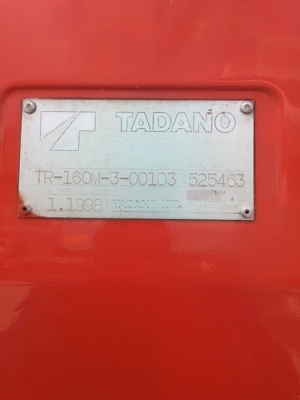 TADANO
TR-160M-3-00103 525463
1.1998 TADANO LTD.